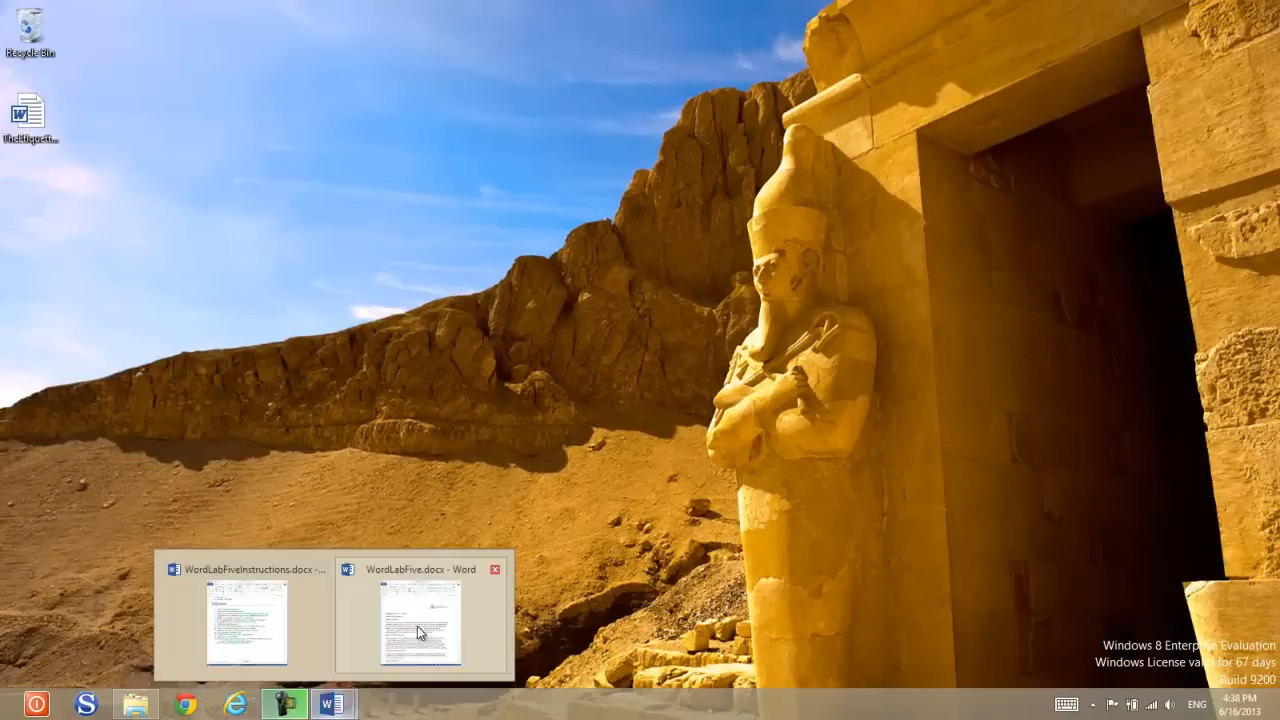 Recycle Bin
TheEtiquett...
WordLabFiveInstructions.docx -...
WordLabFive.docx - Word
Windows 8 Enterprise Evaluation
Windows License valid for 67 days
Build 9200
ENG
4:38 PM
6/16/2013